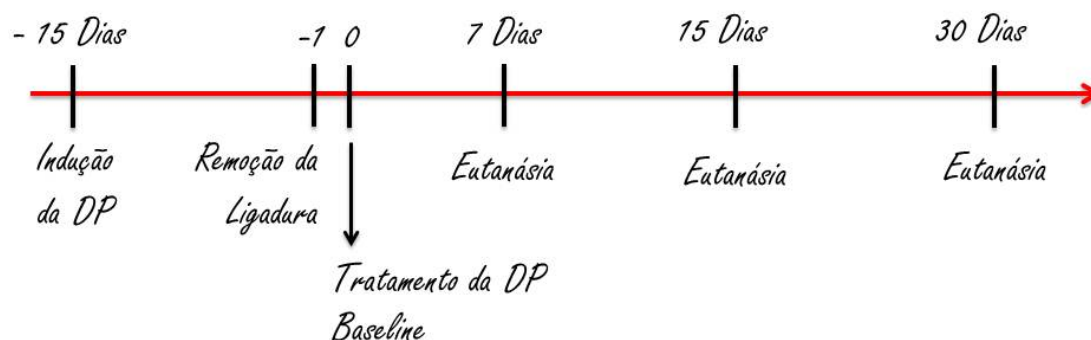 - 15 Dias
-1
0
7 Dias
15 Dias
30 Dias
Indução
da DP
Remoção da
Ligadura
Eutanásia
Eutanásia
Eutanásia
Tratamento da DP
Baseline